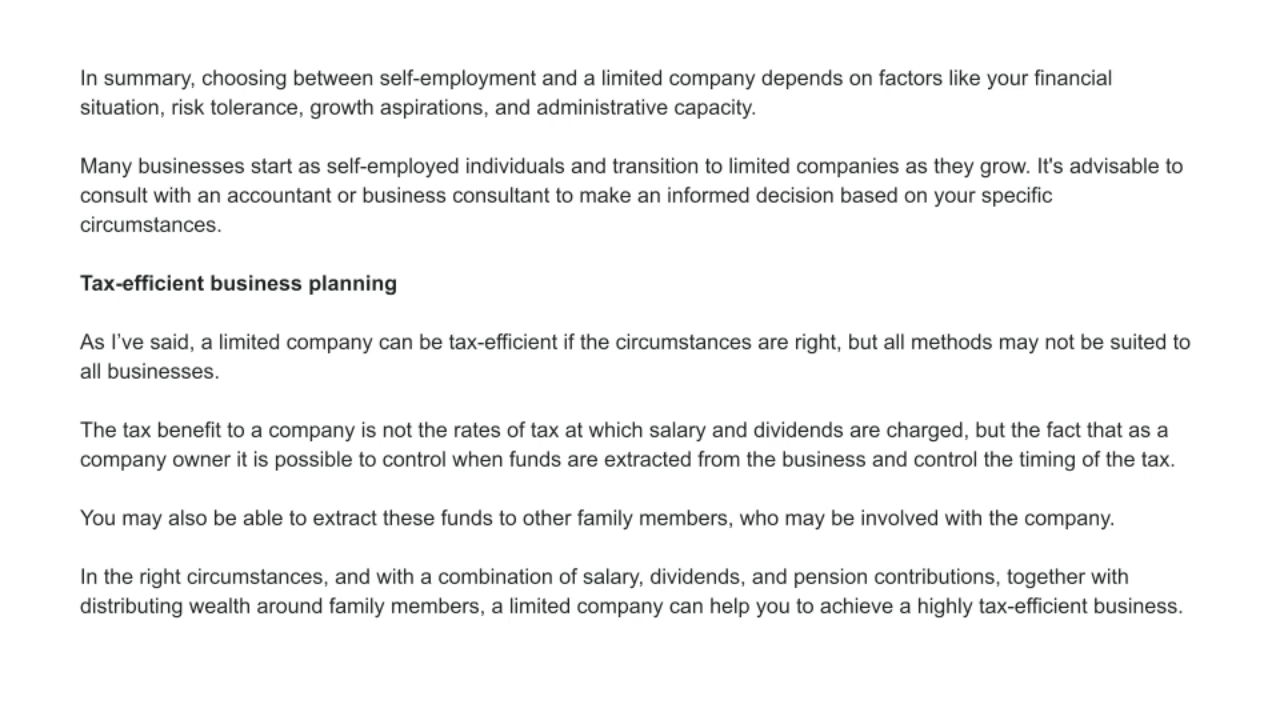 In summary, choosing between self-employment and a limited company depends on factors like your financial
situation, risk tolerance, growth aspirations, and administrative capacity.
Many businesses start as self-employed individuals and transition to limited companies as they grow. It's advisable to
consult with an accountant or business consultant to make an informed decision based on your specific
circumstances.
Tax-efficient business planning
As I’ve said, a limited company can be tax-efficient if the circumstances are right, but all methods may not be suited to
all businesses.
The tax benefit to a company is not the rates of tax at which salary and dividends are charged, but the fact that as a
company owner it is possible to control when funds are extracted from the business and control the timing of the tax.
You may also be able to extract these funds to other family members, who may be involved with the company.
In the right circumstances, and with a combination of salary, dividends, and pension contributions, together with
distributing wealth around family members, a limited company can help you to achieve a highly tax-efficient business.